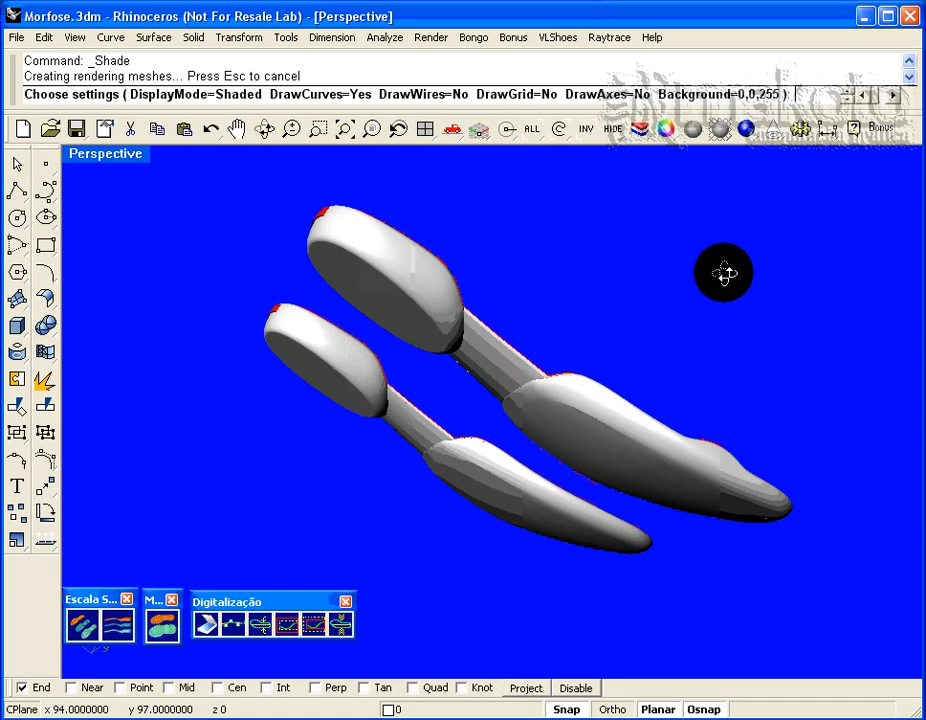 Morfose.3dm - Rhinoceros (Not For Resale Lab) - [Perspective]
File Edit View Curve Surface Solid Transform Tools Dimension Analyze Render Bongo Bonus VLShoes Raytrace Help
Command: _Shade
Creating rendering meshes... Press Esc to cancel
Choose settings ( DisplayMode=Shaded DrawCurves=Yes DrawWires=No DrawGrid=No DrawAxes=No Background=0,0,255 ):
ALL INV HIDE Bonus
Perspective
T
Escala S... M... Digitalização
End Near Point Mid Cen Int Perp Tan Quad Knot Project Disable
CPlane x 94.0000000 y 97.0000000 z 0 0 Snap Ortho Planar Osnap